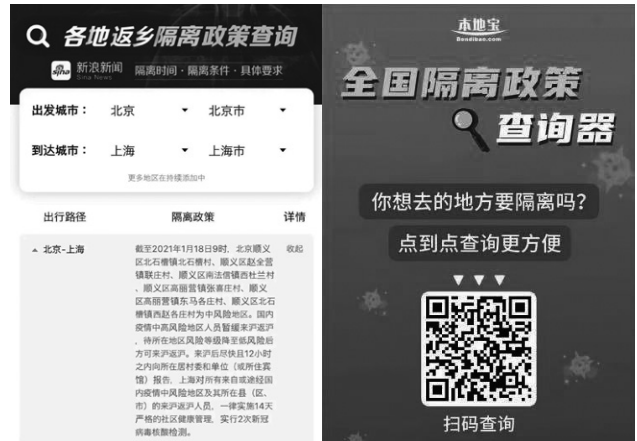 各地返乡隔离政策查询
sina
新浪新闻
Sina News
隔离时间·隔离条件·具体要求
出发城市：
北京
北京市
到达城市：
上海
上海市
更多地区在持续添加中
出行路径
隔离政策
详情
北京-上海
收起
截至2021年1月18日9时，北京顺义
区北石槽镇北石槽村、顺义区赵全营
镇联庄村、顺义区南法信镇西杜兰村
、顺义区高丽营镇张喜庄村、顺义
区高丽营镇东马各庄村、顺义区北石
槽镇西赵各庄村为中风险地区。国内
疫情中高风险地区人员暂缓来沪返沪
，待所在地区风险等级降至低风险后
方可来沪返沪。来沪后尽快且12小时
之内向所在居村委和单位（或所住宾
馆）报告，上海对所有来自或途经国
内疫情中风险地区及其所在县（区、
市）的来沪返沪人员，一律实施14天
严格的社区健康管理，实行2次新冠
病毒核酸检测。
本地宝
Bendibao.com
全国隔离政策
查询器
你想去的地方要隔离吗？
点到点查询更方便
扫码查询